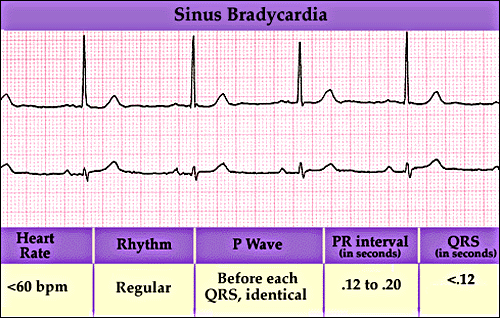 Sinus Bradycardia
Heart Rate
Rhythm
P Wave
PR interval
(in seconds)
QRS
(in seconds)
<60 bpm
Regular
Before each
QRS, identical
.12 to .20
<.12